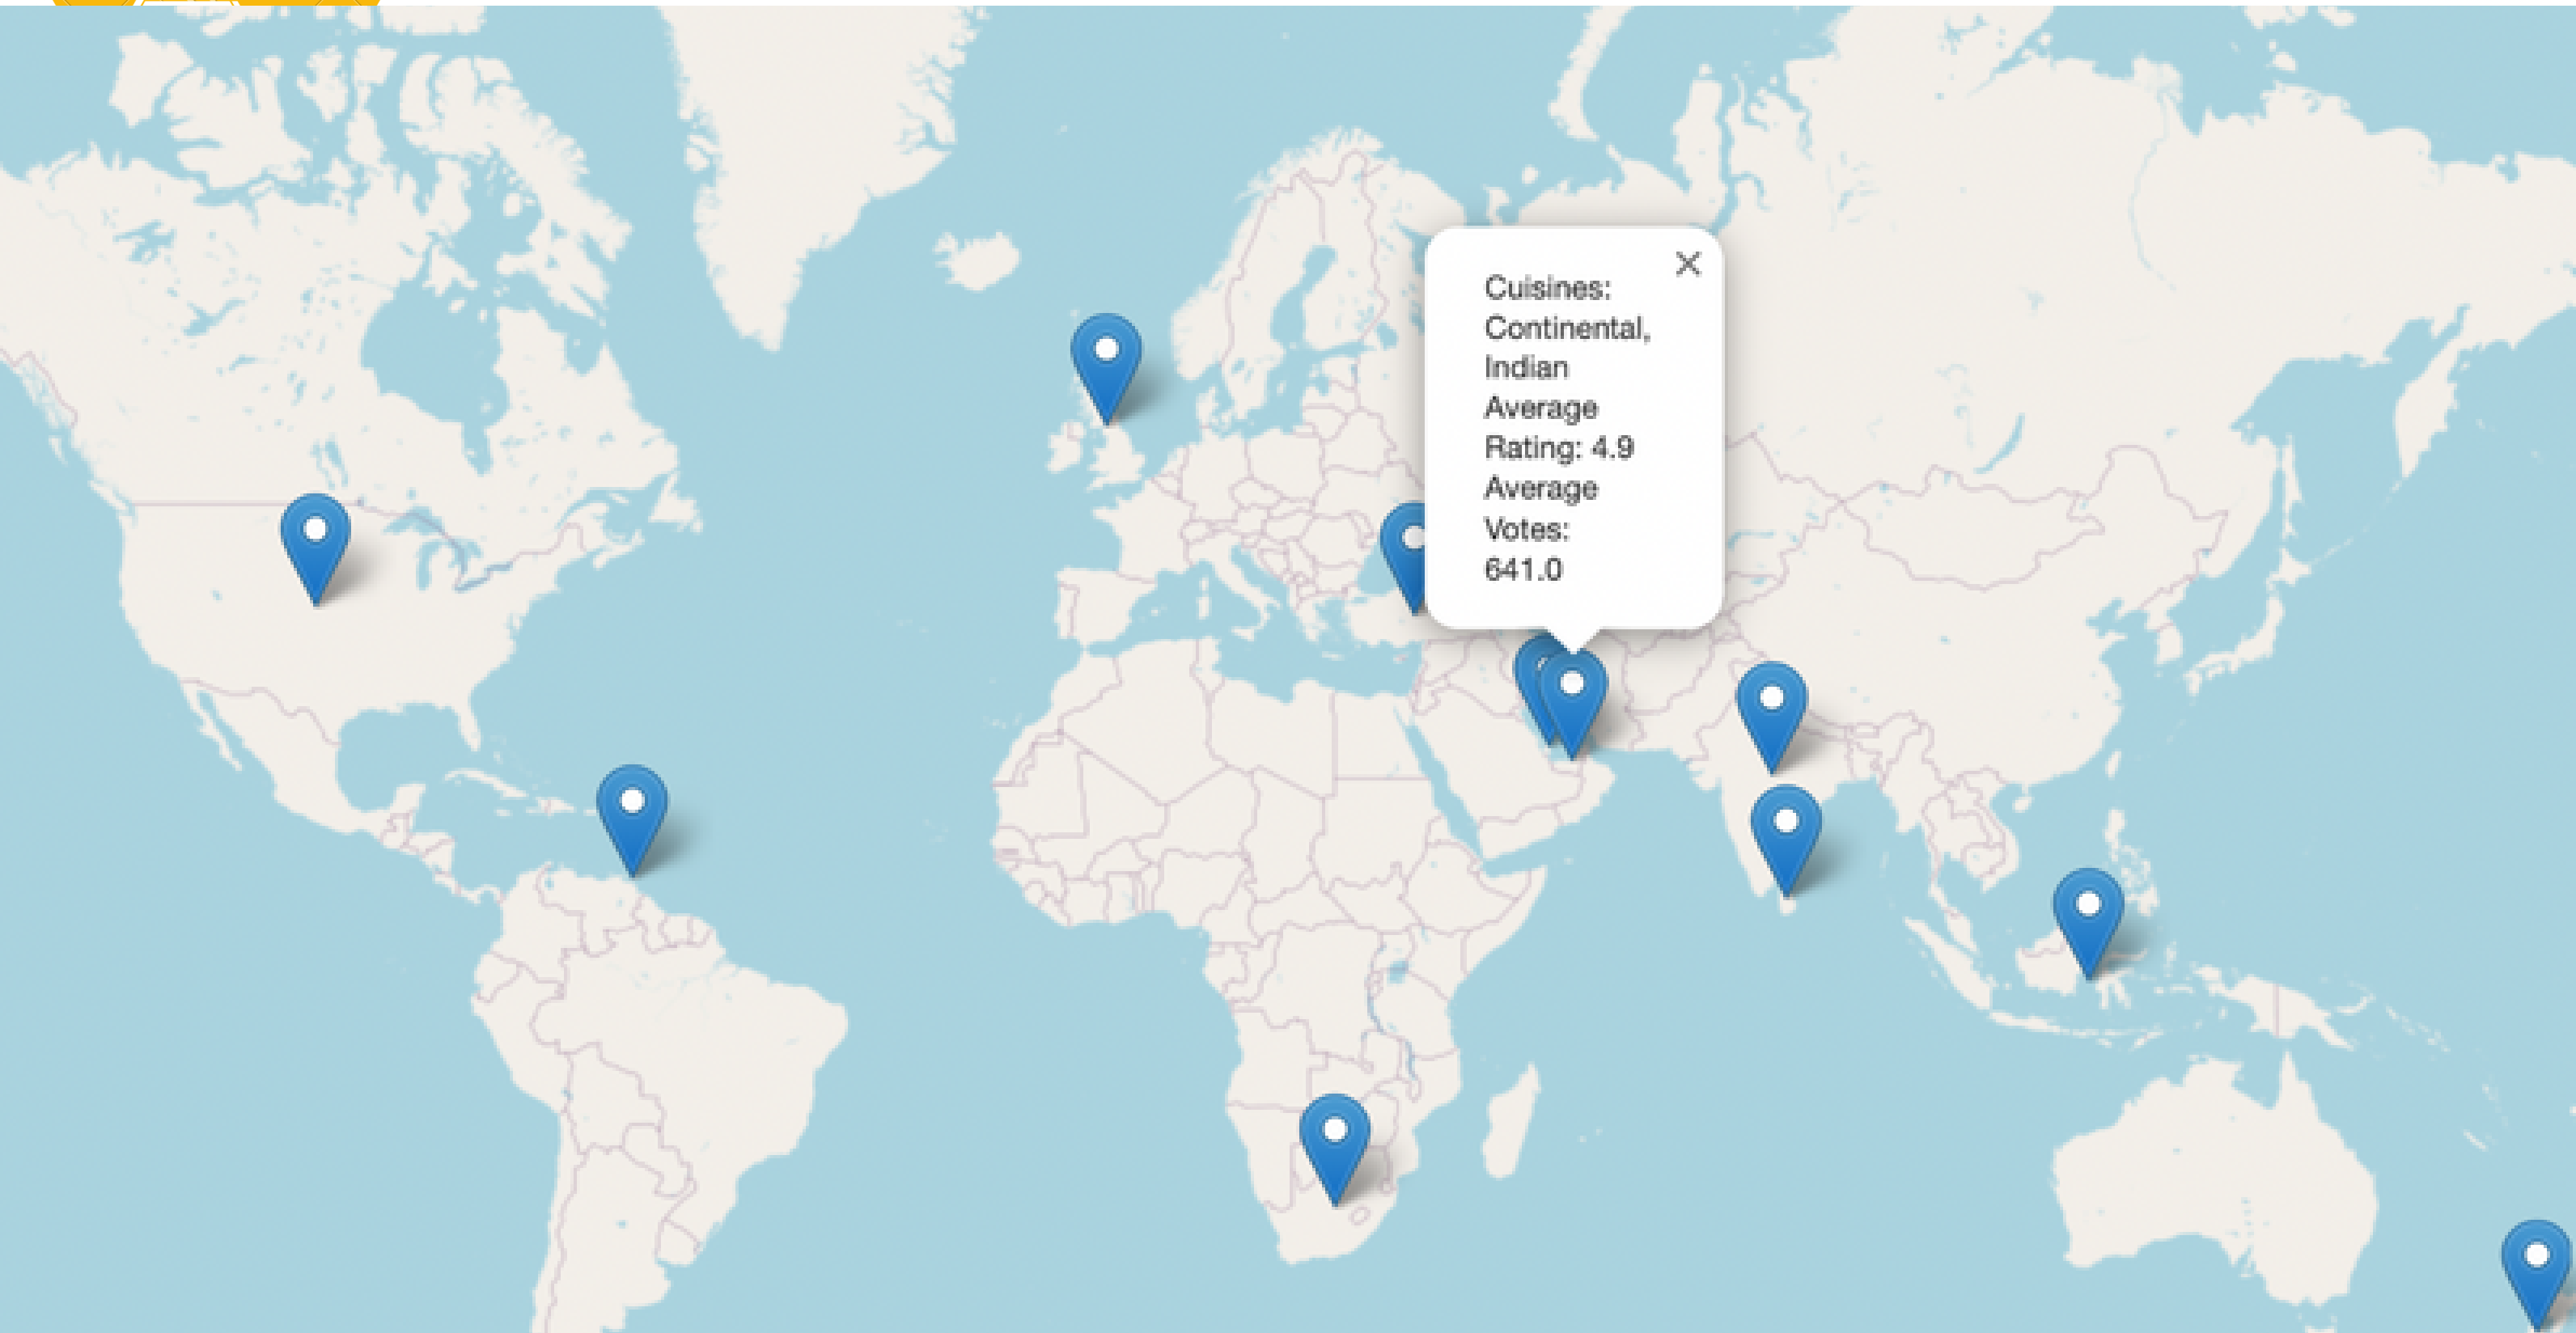 Cuisines:
Continental,
Indian
Average
Rating: 4.9
Average
Votes:
641.0